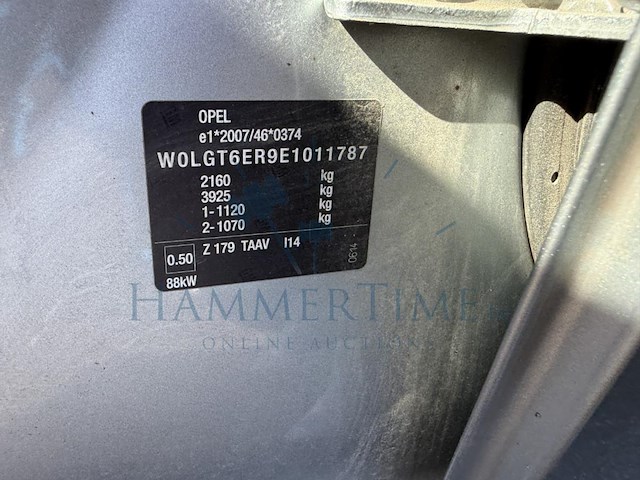 OPEL
e1*2007/46*0374
W0LGT6ER9E1011787
2160 kg
3925 kg
1-1120 kg
2-1070 kg
0.50 Z 179 TAAV I14
88kW
0614
HAMMERTIME
ONLINE AUCTIONS